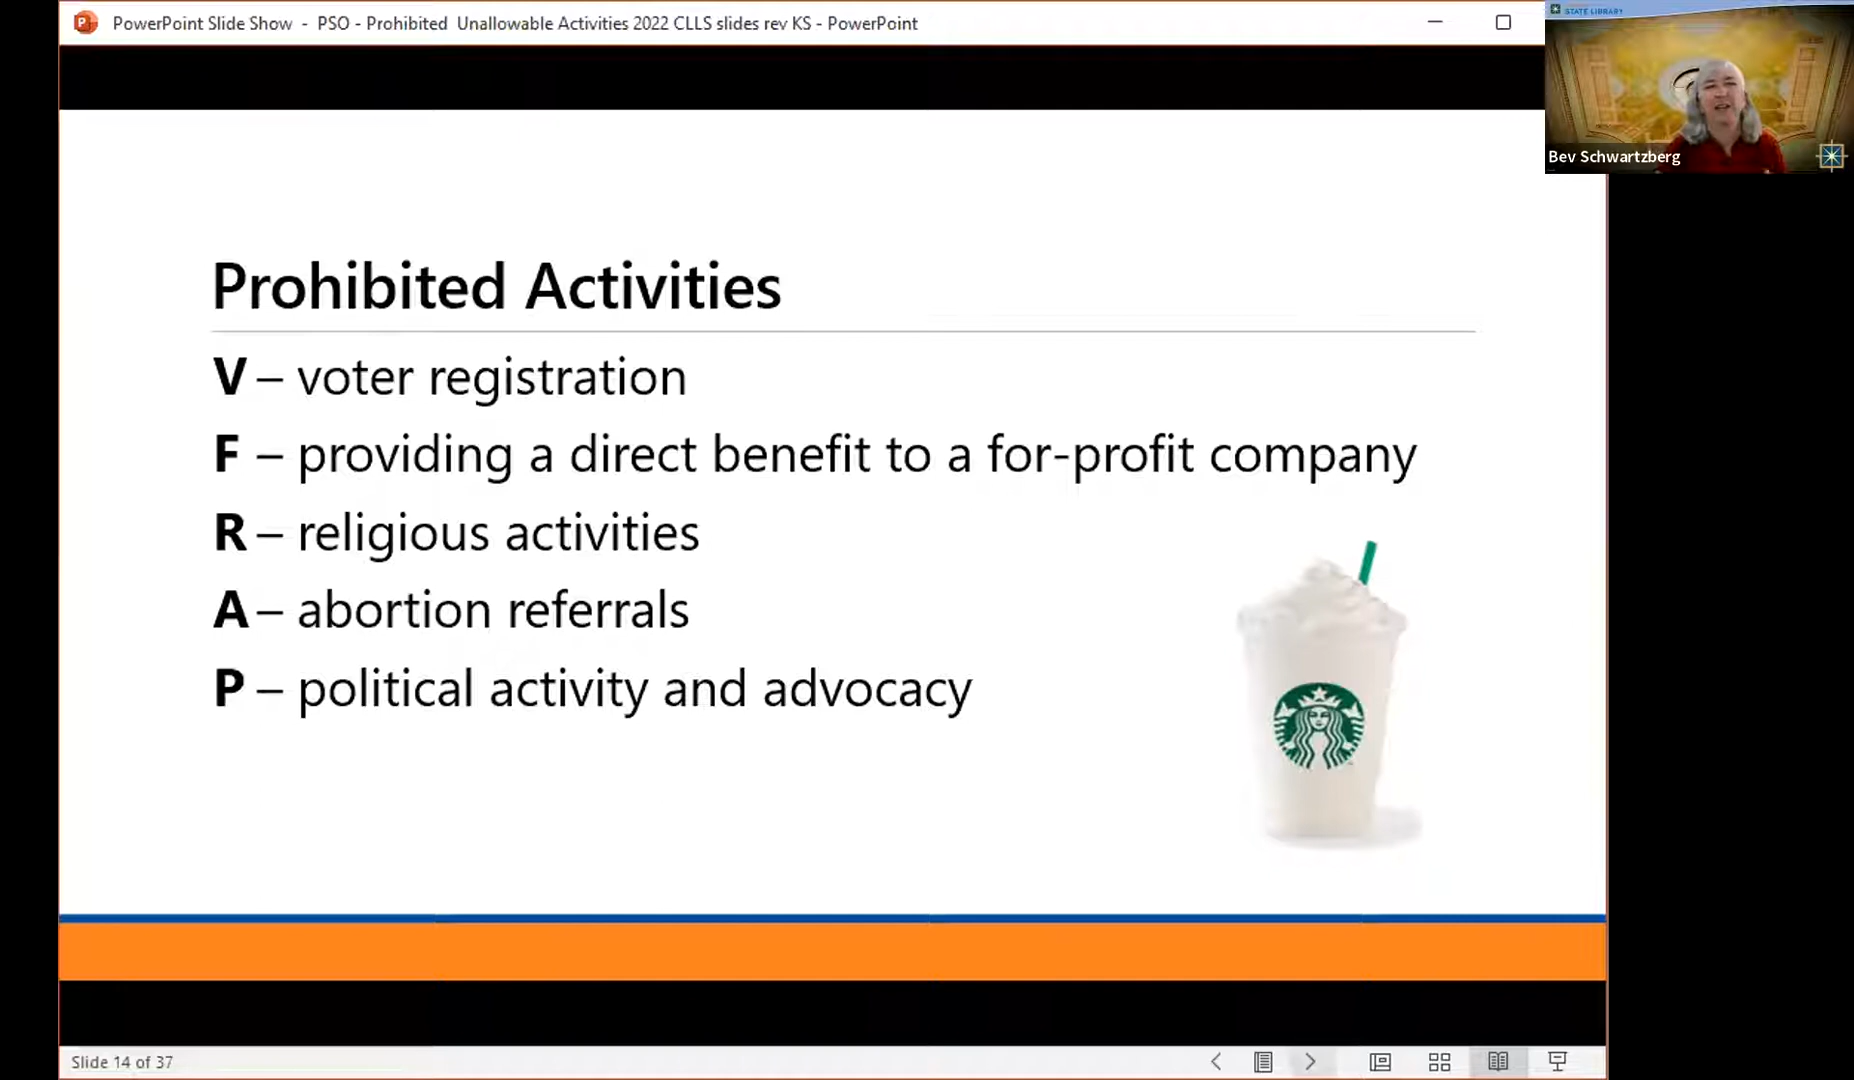 PowerPoint Slide Show - PSO - Prohibited  Unallowable Activities 2022 CLLS slides rev KS - PowerPoint
STATE LIBRARY
Bev Schwartzberg
Prohibited Activities
V – voter registration
F – providing a direct benefit to a for-profit company
R – religious activities
A – abortion referrals
P – political activity and advocacy
Slide 14 of 37